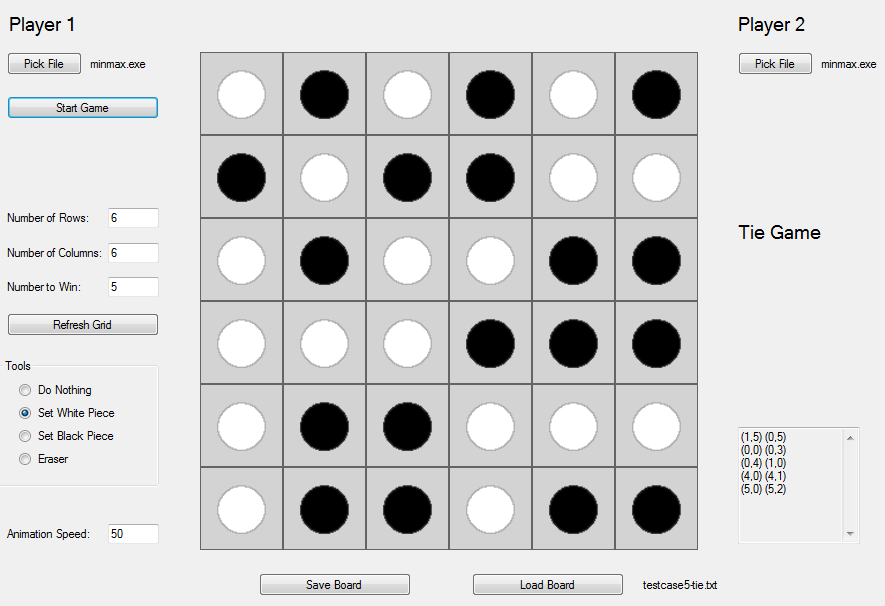 Player 1
Pick File minmax.exe
Start Game
Number of Rows: 6
Number of Columns: 6
Number to Win: 5
Refresh Grid
Tools
Do Nothing
Set White Piece
Set Black Piece
Eraser
Animation Speed: 50
Save Board
Load Board
testcase5-tie.txt
Player 2
Pick File minmax.exe
Tie Game
(1,5) (0,5)
(0,0) (0,3)
(0,4) (1,0)
(4,0) (4,1)
(5,0) (5,2)